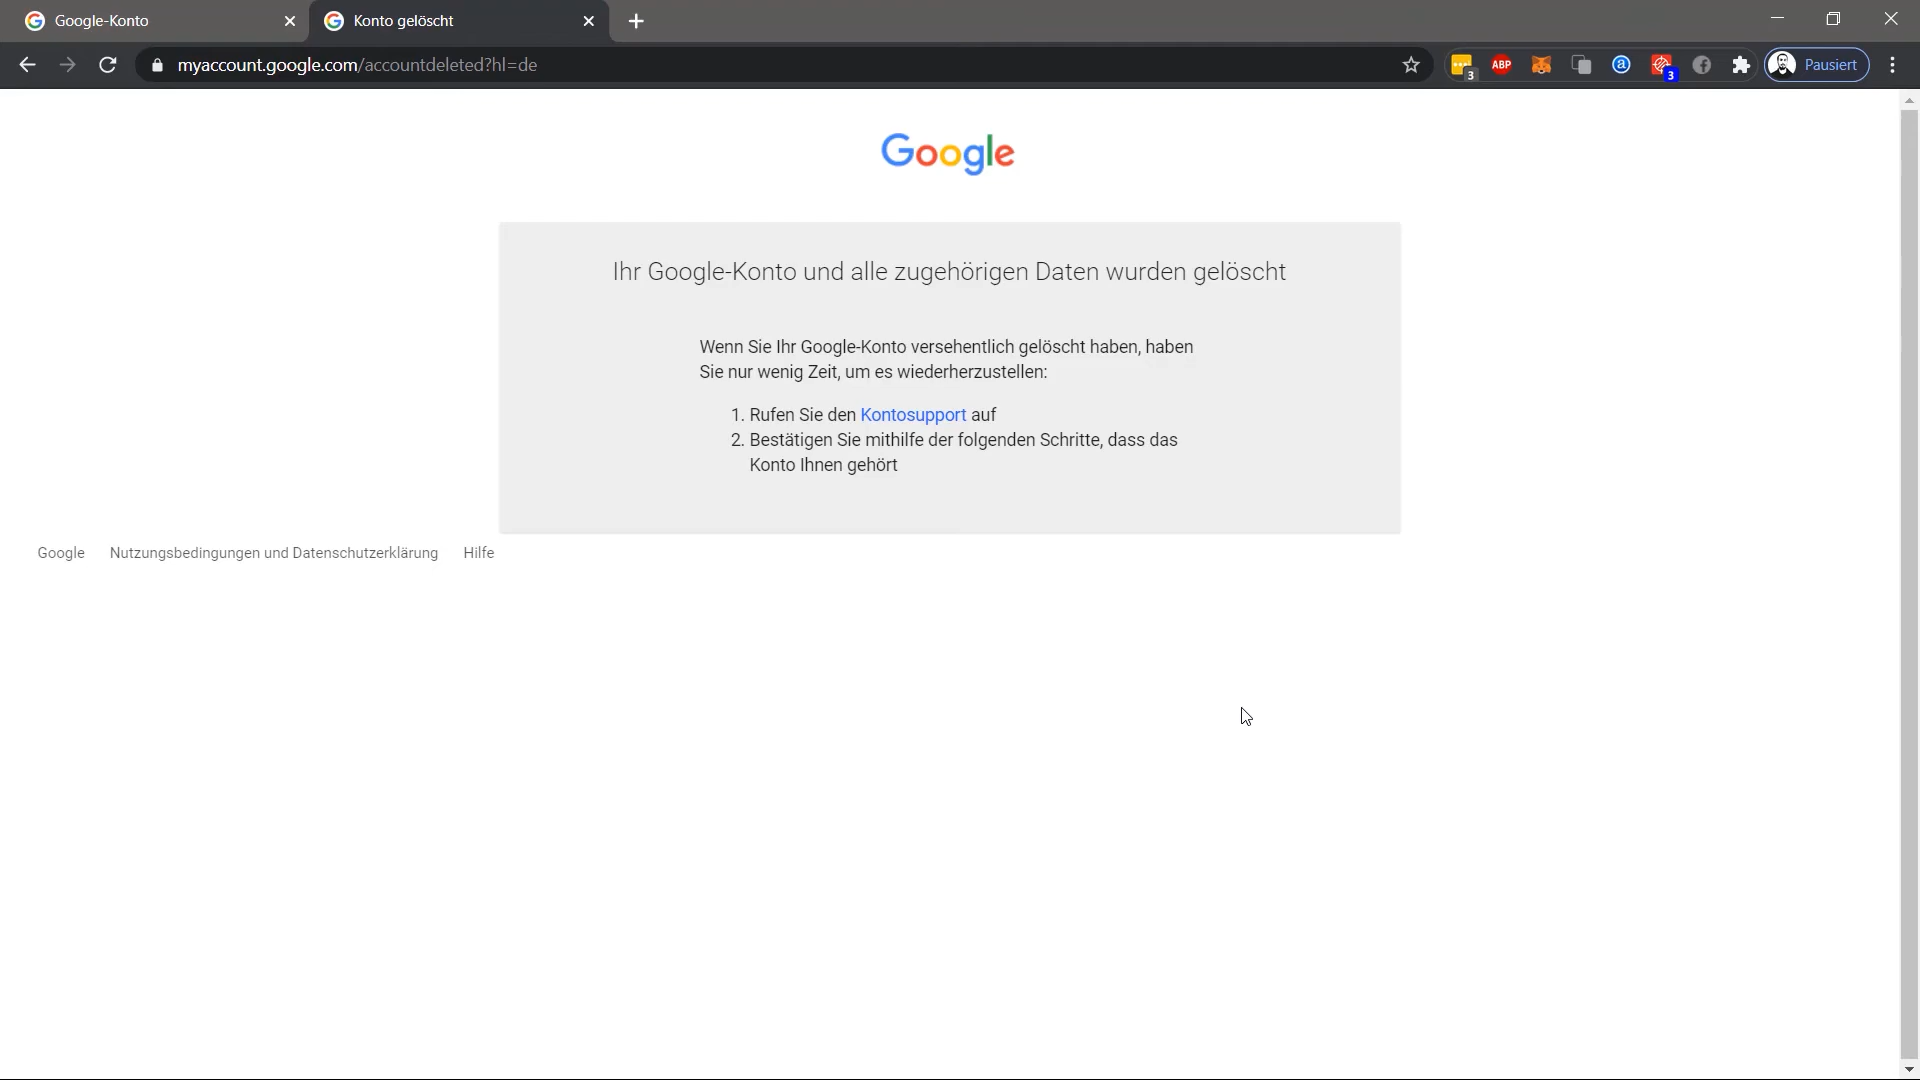 Google-Konto
Konto gelöscht
myaccount.google.com/accountdeleted?hl=de
3
ABP
a
3
Pausiert
Google
Ihr Google-Konto und alle zugehörigen Daten wurden gelöscht
Wenn Sie Ihr Google-Konto versehentlich gelöscht haben, haben
Sie nur wenig Zeit, um es wiederherzustellen:
1. Rufen Sie den Kontosupport auf
2. Bestätigen Sie mithilfe der folgenden Schritte, dass das
Konto Ihnen gehört
Google Nutzungsbedingungen und Datenschutzerklärung Hilfe